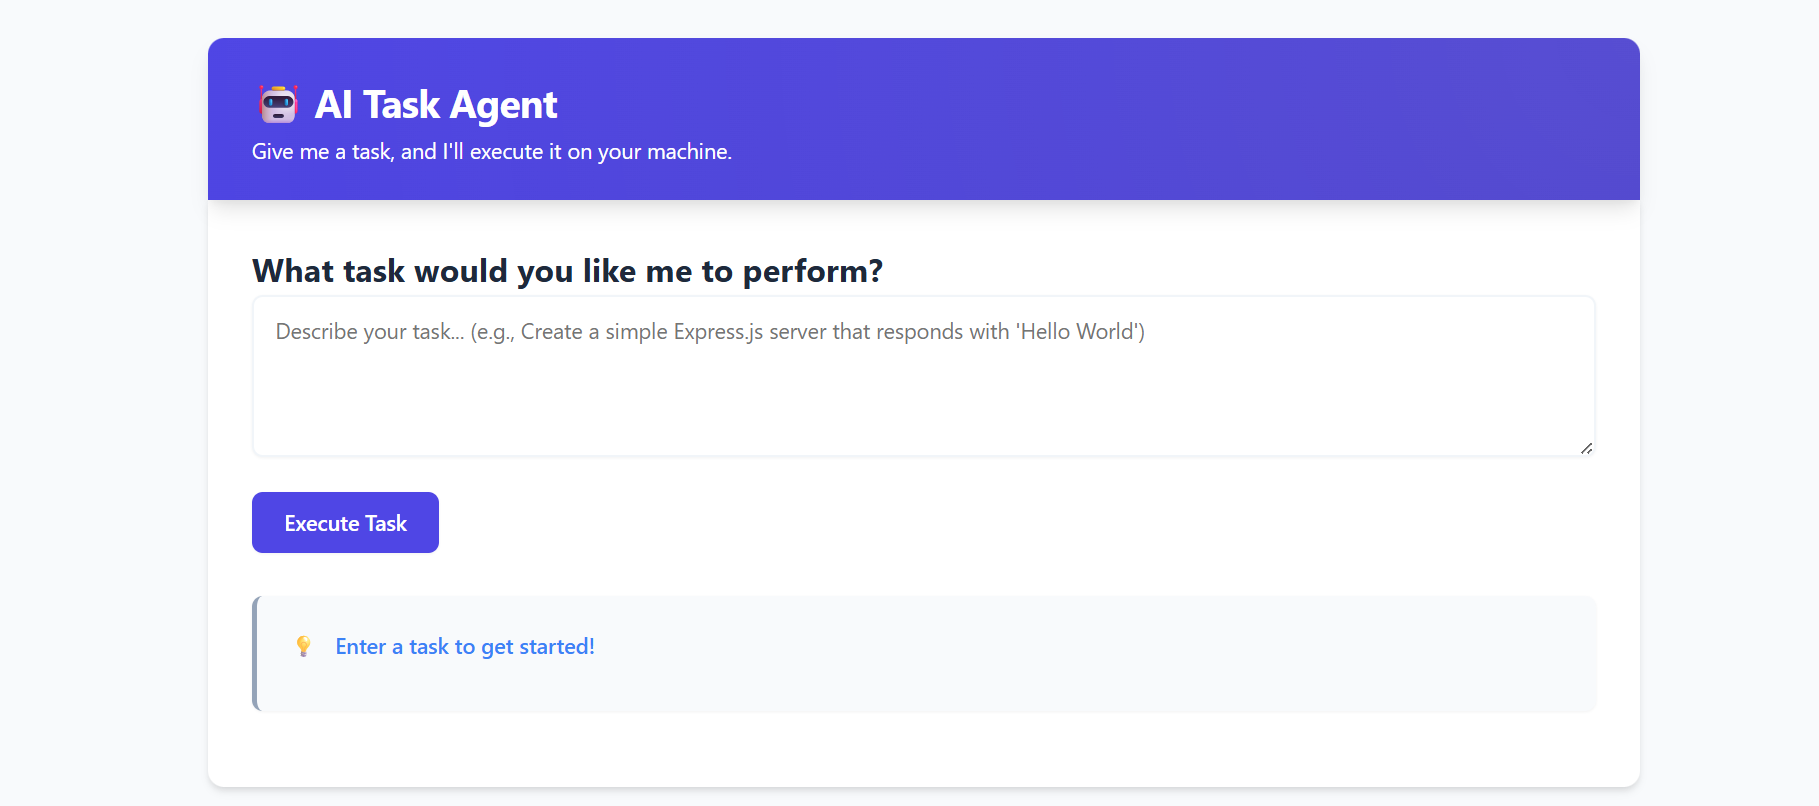 AI Task Agent
Give me a task, and I'll execute it on your machine.
What task would you like me to perform?
Describe your task... (e.g., Create a simple Express.js server that responds with 'Hello World')
Execute Task
Enter a task to get started!